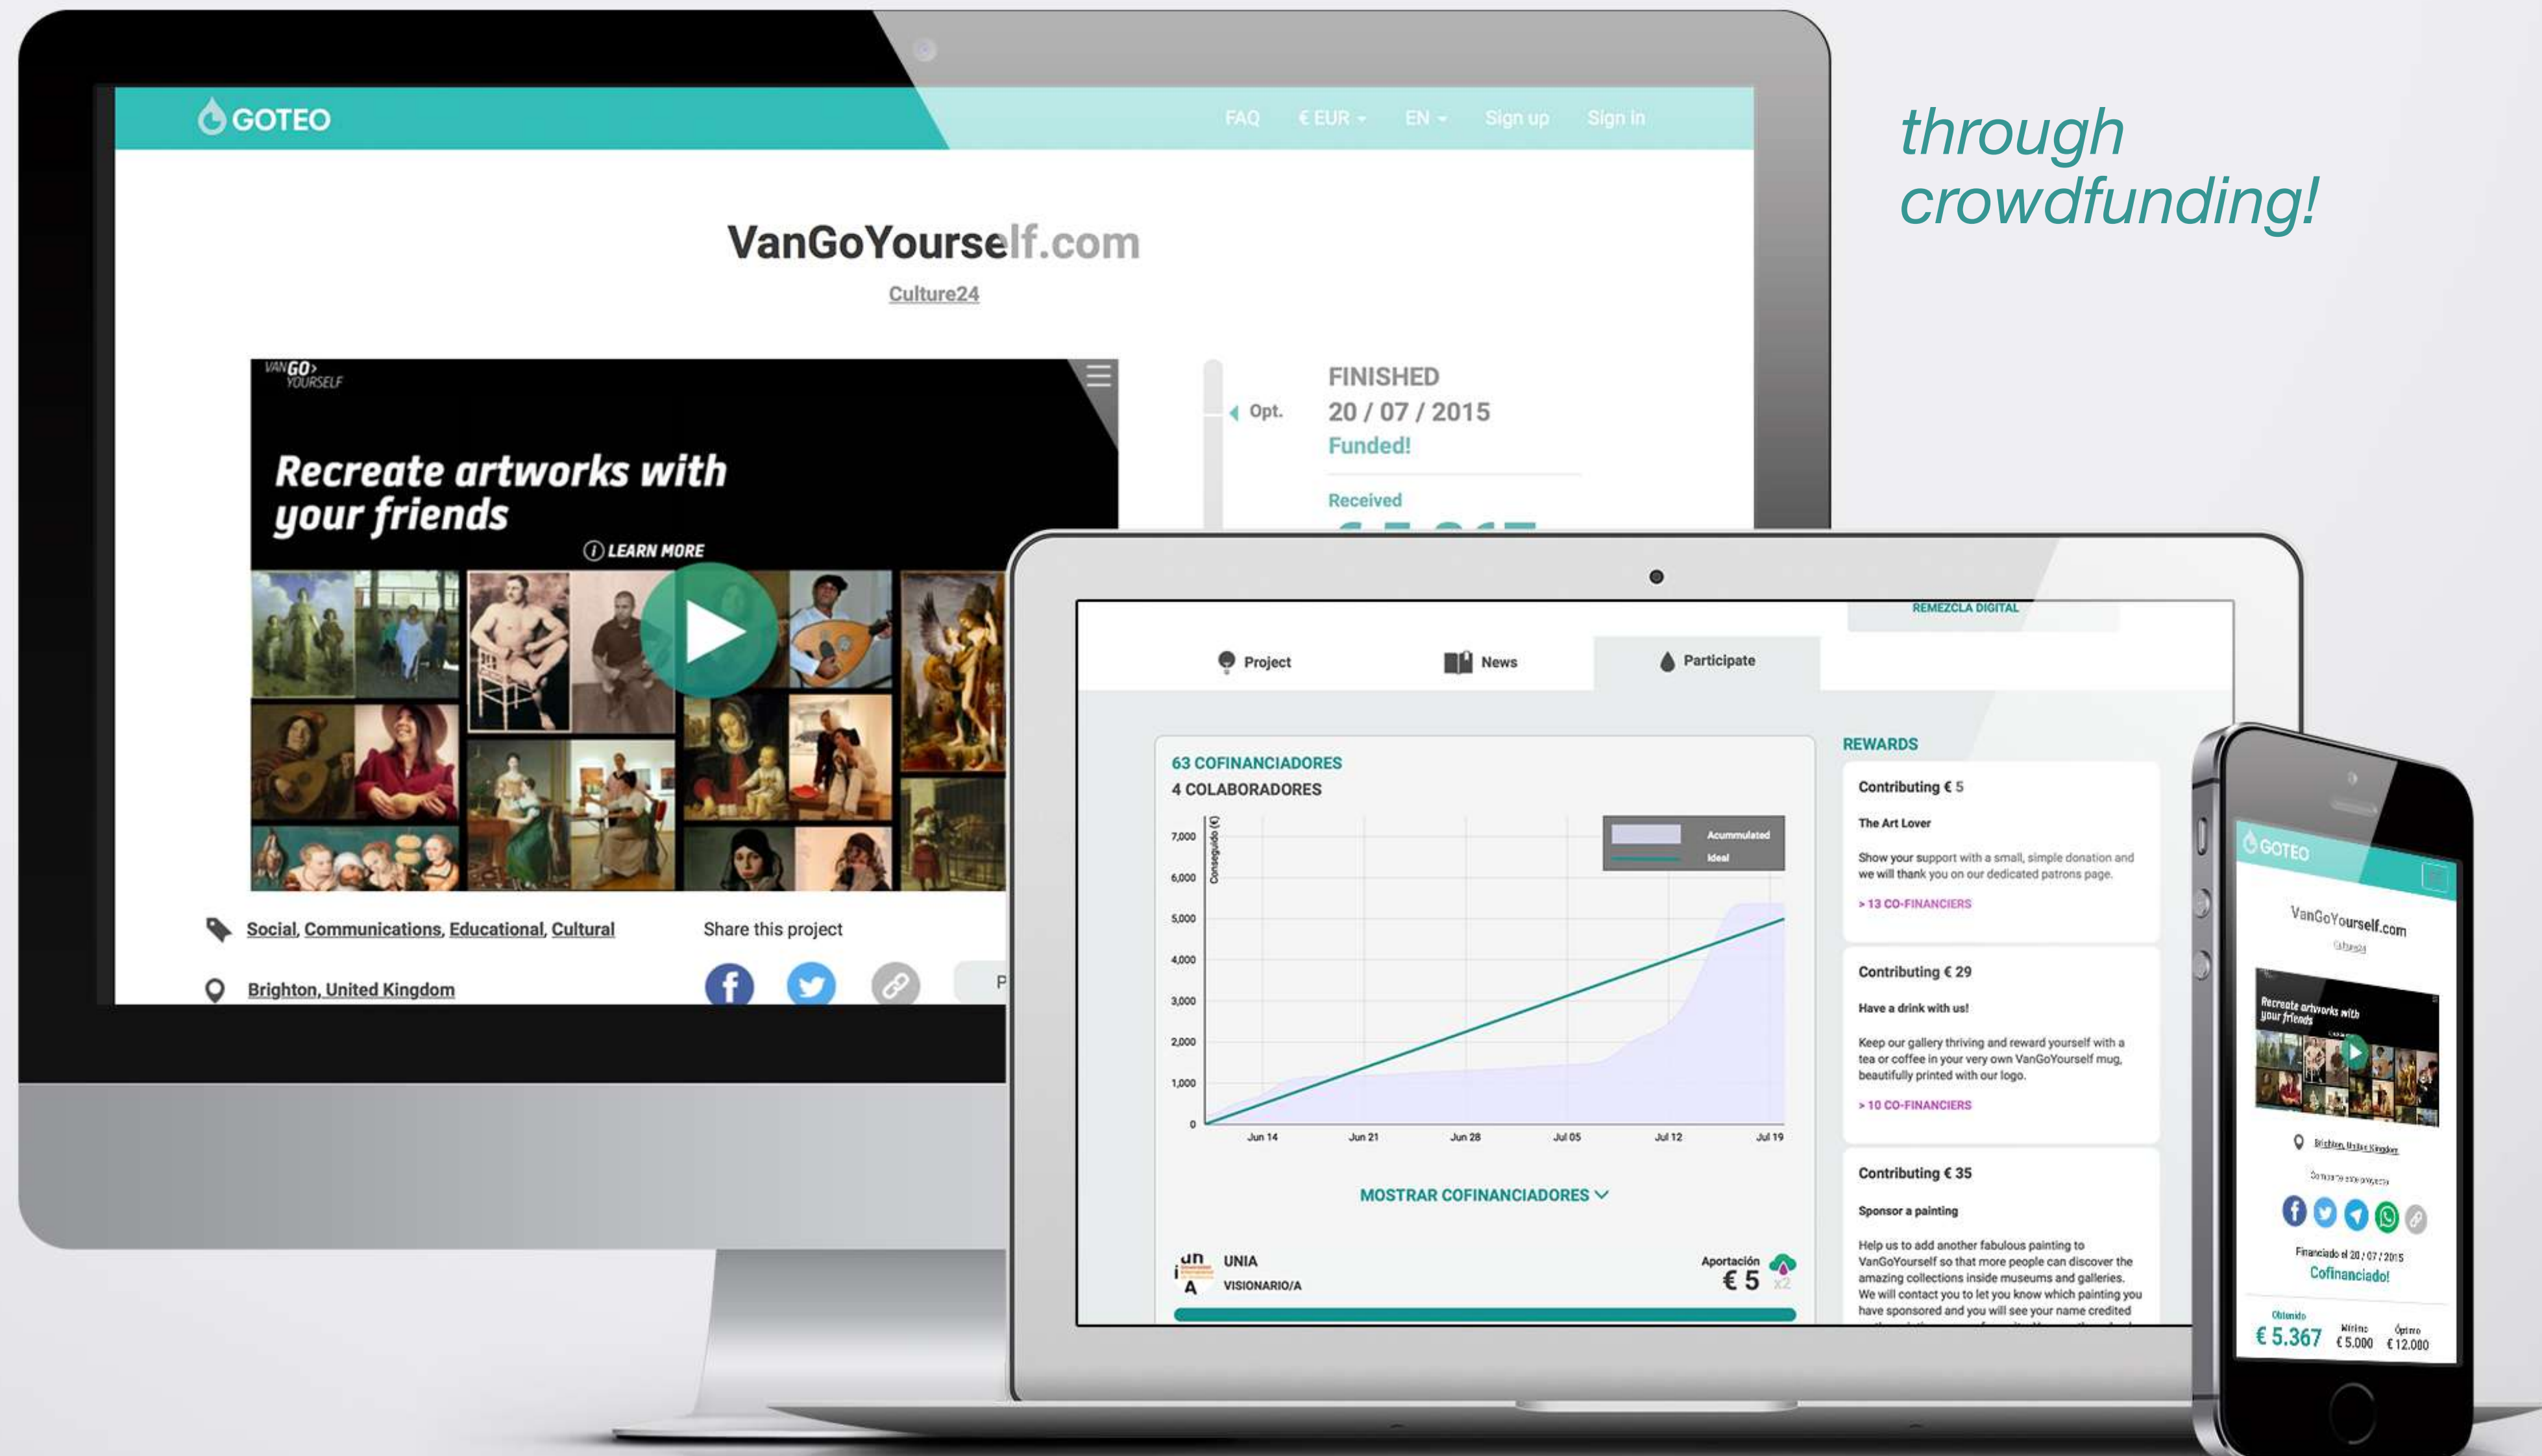 through
crowdfunding!
GOTEO
FAQ € EUR EN Sign up Sign in
VanGoYourself.com
Culture24
VAN GO>
YOURSELF
Recreate artworks with
your friends
i LEARN MORE
Opt.
FINISHED
20 / 07 / 2015
Funded!
Received
Social, Communications, Educational, Cultural
Brighton, United Kingdom
Share this project
P
REMEZCLA DIGITAL
Project
News
Participate
63 COFINANCIADORES
4 COLABORADORES
Conseguido (€)
7,000
6,000
5,000
4,000
3,000
2,000
1,000
0
Jun 14 Jun 21 Jun 28 Jul 05 Jul 12 Jul 19
Acummulated
Ideal
MOSTRAR COFINANCIADORES
un
i
A
UNIA
VISIONARIO/A
Aportación
€ 5
x2
REWARDS
Contributing € 5
The Art Lover
Show your support with a small, simple donation and
we will thank you on our dedicated patrons page.
> 13 CO-FINANCIERS
Contributing € 29
Have a drink with us!
Keep our gallery thriving and reward yourself with a
tea or coffee in your very own VanGoYourself mug,
beautifully printed with our logo.
> 10 CO-FINANCIERS
Contributing € 35
Sponsor a painting
Help us to add another fabulous painting to
VanGoYourself so that more people can discover the
amazing collections inside museums and galleries.
We will contact you to let you know which painting you
have sponsored and you will see your name credited
GOTEO
VanGoYourself.com
Culture24
Recreate artworks with
your friends
Brighton, United Kingdom
Comparte este proyecto
Financiado el 20 / 07 / 2015
Cofinanciado!
Obtenido
€ 5.367
Mínimo
€ 5.000
Óptimo
€ 12.000